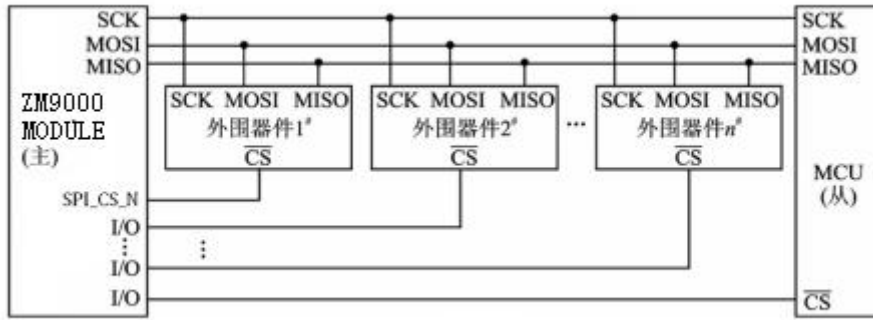 SCK
MOSI
MISO
ZM9000
MODULE
(主)
SPI_CS_N
I/O
⋮
I/O
I/O
SCK MOSI MISO
外围器件1#
CS
SCK MOSI MISO
外围器件2#
CS
⋮
...
SCK MOSI MISO
外围器件n#
CS
SCK
MOSI
MISO
MCU
(从)
CS